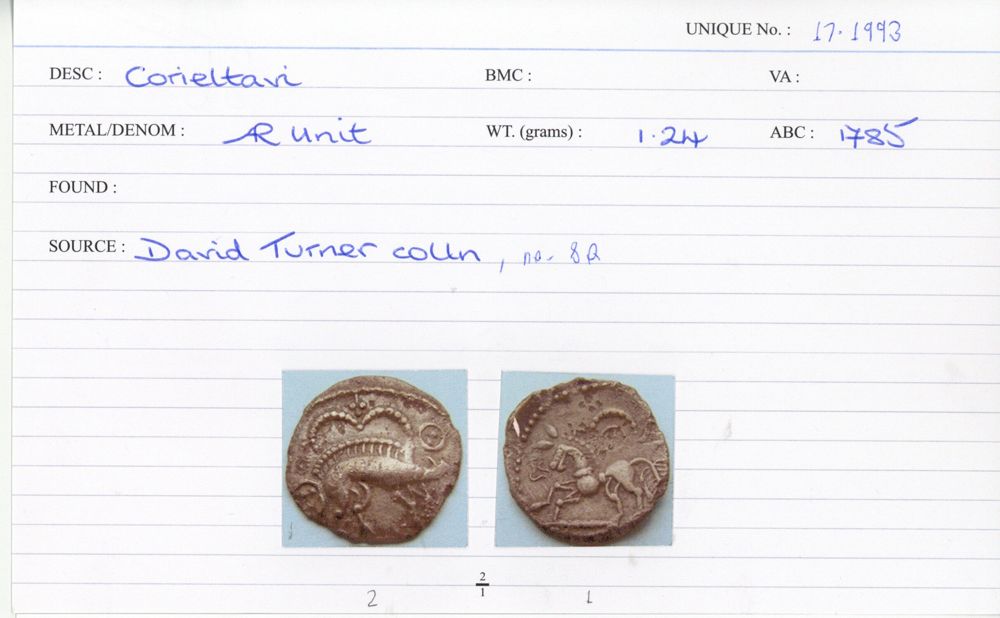 UNIQUE No. : 17.1993
DESC : Corieltavi BMC : VA :
METAL/DENOM : AR unit WT. (grams) : 1.24 ABC : 1785
FOUND :
SOURCE : David Turner colln, no.
2/1
2 1